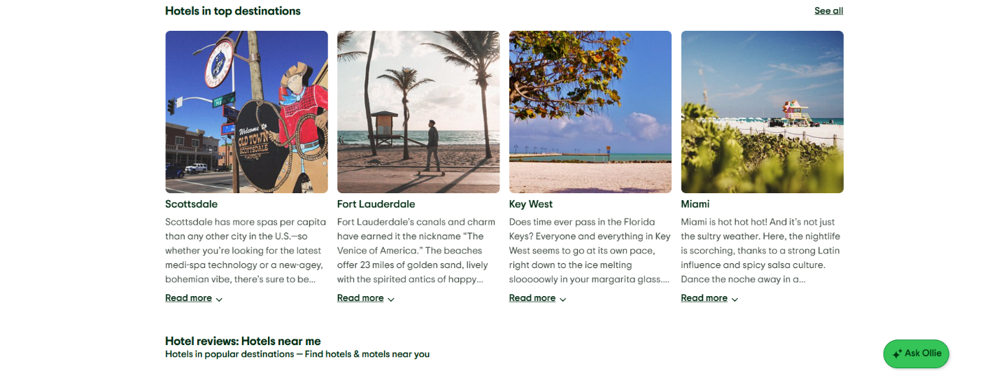 Hotels in top destinations
See all
Welcome to
OLD TOWN
SCOTTSDALE
Scottsdale
Scottsdale has more spas per capita
than any other city in the U.S.—so
whether you’re looking for the latest
medi-spa technology or a new-agey,
bohemian vibe, there’s sure to be...
Read more
Fort Lauderdale
Fort Lauderdale’s canals and charm
have earned it the nickname “The
Venice of America.” The beaches
offer 23 miles of golden sand, lively
with the spirited antics of happy...
Read more
Key West
Does time ever pass in the Florida
Keys? Everyone and everything in Key
West seems to go at its own pace,
right down to the ice melting
slooooowly in your margarita glass....
Read more
Miami
Miami is hot hot hot! And it’s not just
the sultry weather. Here, the nightlife
is scorching, thanks to a strong Latin
influence and spicy salsa culture.
Dance the noche away in a...
Read more
Hotel reviews: Hotels near me
Hotels in popular destinations — Find hotels & motels near you
Ask Ollie